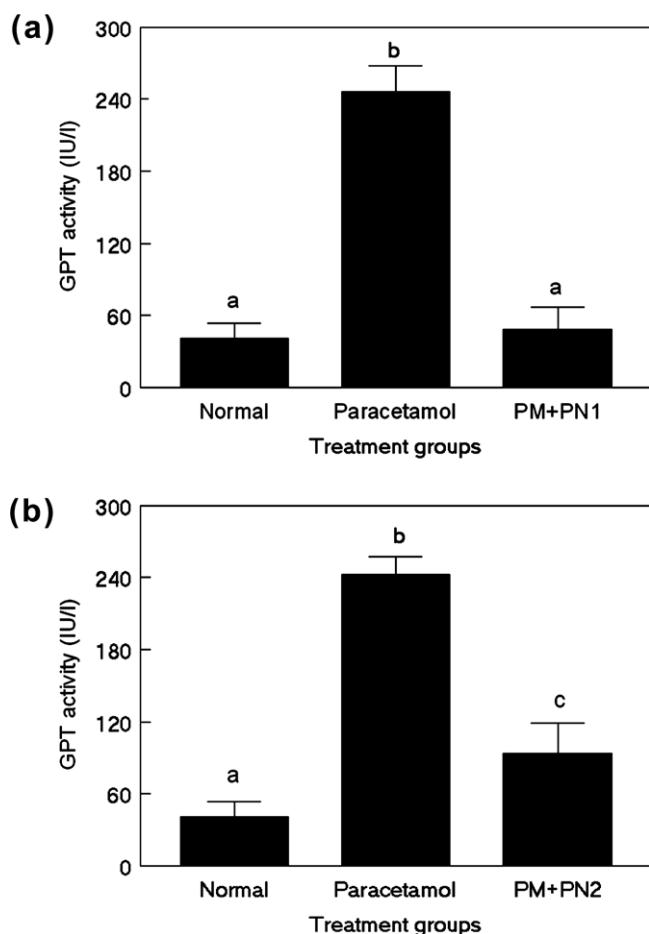 (a)
300
240
180
120
60
0
GPT activity (IU/l)
a
b
a
Normal Paracetamol PM+PN1
Treatment groups
(b)
300
240
180
120
60
0
GPT activity (IU/l)
a
b
c
Normal Paracetamol PM+PN2
Treatment groups